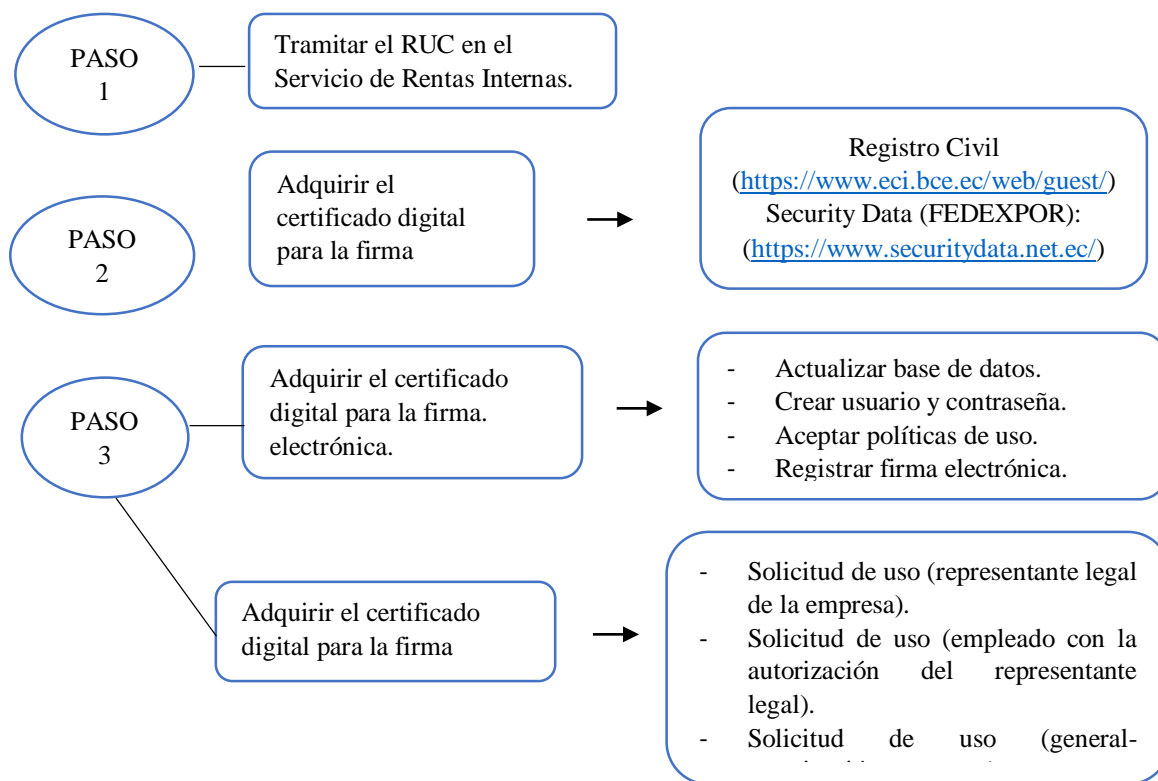 PASO
1
Tramitar el RUC en el
Servicio de Rentas Internas.
PASO
2
Adquirir el
certificado digital
para la firma
Registro Civil
(https://www.eci.bce.ec/web/guest/)
Security Data (FEDEXPOR):
(https://www.securitydata.net.ec/)
PASO
3
Adquirir el certificado
digital para la firma.
electrónica.
- Actualizar base de datos.
- Crear usuario y contraseña.
- Aceptar políticas de uso.
- Registrar firma electrónica.
Adquirir el certificado
digital para la firma
- Solicitud de uso (representante legal
de la empresa).
- Solicitud de uso (empleado con la
autorización del representante
legal).
- Solicitud de uso (general-